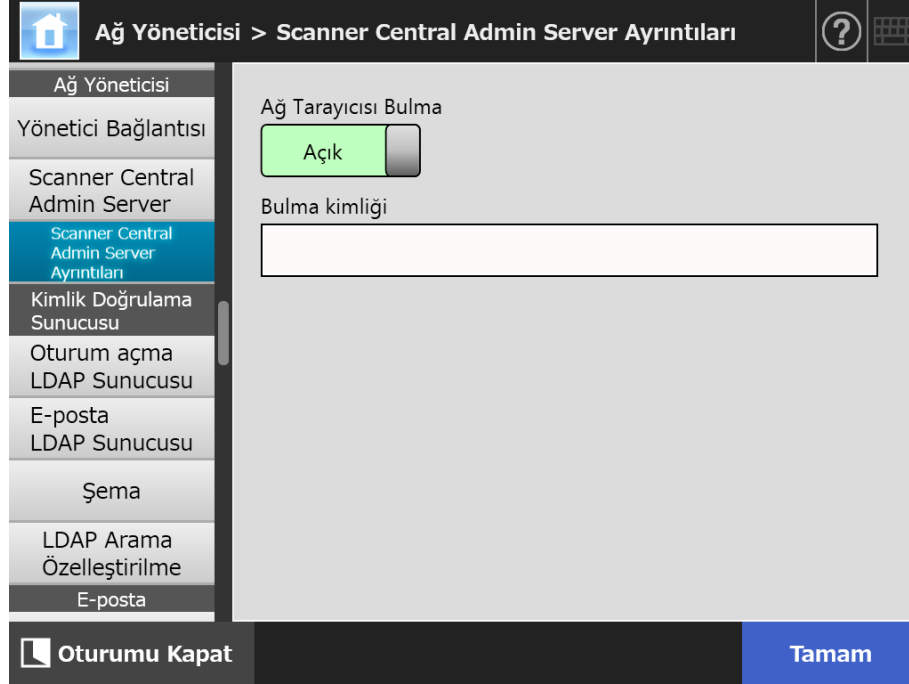 Ağ Yöneticisi > Scanner Central Admin Server Ayrıntıları
?
Ağ Yöneticisi
Yönetici Bağlantısı
Scanner Central
Admin Server
Scanner Central
Admin Server
Ayrıntıları
Kimlik Doğrulama
Sunucusu
Oturum açma
LDAP Sunucusu
E-posta
LDAP Sunucusu
Şema
LDAP Arama
Özelleştirilme
E-posta
Ağ Tarayıcısı Bulma
Açık
Bulma kimliği
Oturumu Kapat
Tamam